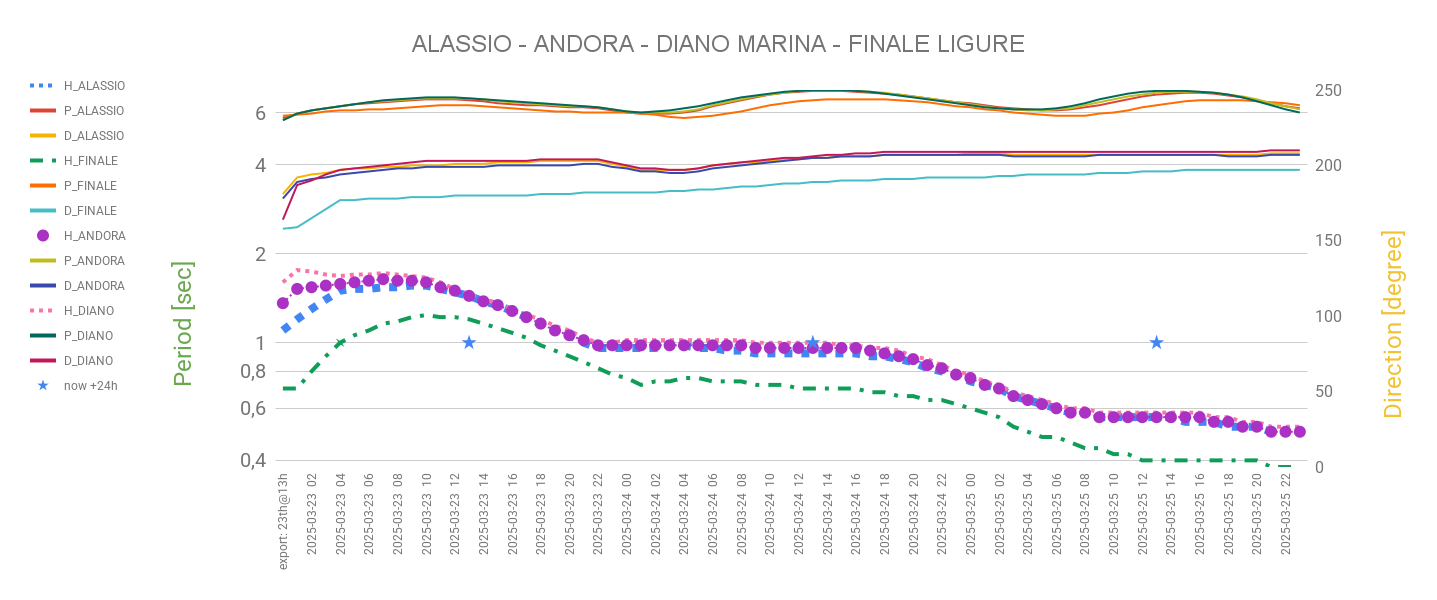 ALASSIO - ANDORA - DIANO MARINA - FINALE LIGURE
H_ALASSIO
P_ALASSIO
D_ALASSIO
H_FINALE
P_FINALE
D_FINALE
H_ANDORA
P_ANDORA
D_ANDORA
H_DIANO
P_DIANO
D_DIANO
now +24h
Period [sec]
6
4
2
1
0,8
0,6
0,4
250
200
150
100
50
0
Direction [degree]
export: 23th@13h
2025-03-23 02
2025-03-23 04
2025-03-23 06
2025-03-23 08
2025-03-23 10
2025-03-23 12
2025-03-23 14
2025-03-23 16
2025-03-23 18
2025-03-23 20
2025-03-23 22
2025-03-24 00
2025-03-24 02
2025-03-24 04
2025-03-24 06
2025-03-24 08
2025-03-24 10
2025-03-24 12
2025-03-24 14
2025-03-24 16
2025-03-24 18
2025-03-24 20
2025-03-24 22
2025-03-25 00
2025-03-25 02
2025-03-25 04
2025-03-25 06
2025-03-25 08
2025-03-25 10
2025-03-25 12
2025-03-25 14
2025-03-25 16
2025-03-25 18
2025-03-25 20
2025-03-25 22